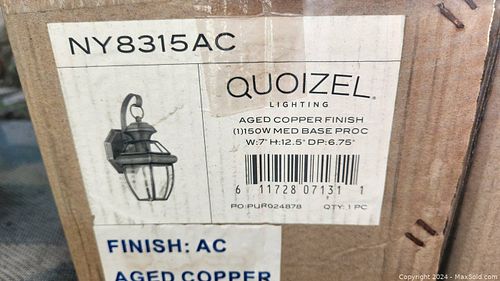 NY8315AC
QUOIZEL
LIGHTING
AGED COPPER FINISH
(1)150W MED BASE PROC
W:7" H:12.5" DP:6.75"
6 11728 07131 1
PO:PUR024878 QTY: 1 PC
FINISH: AC
AGED COPPER
Copyright 2024 - MaxSold.com